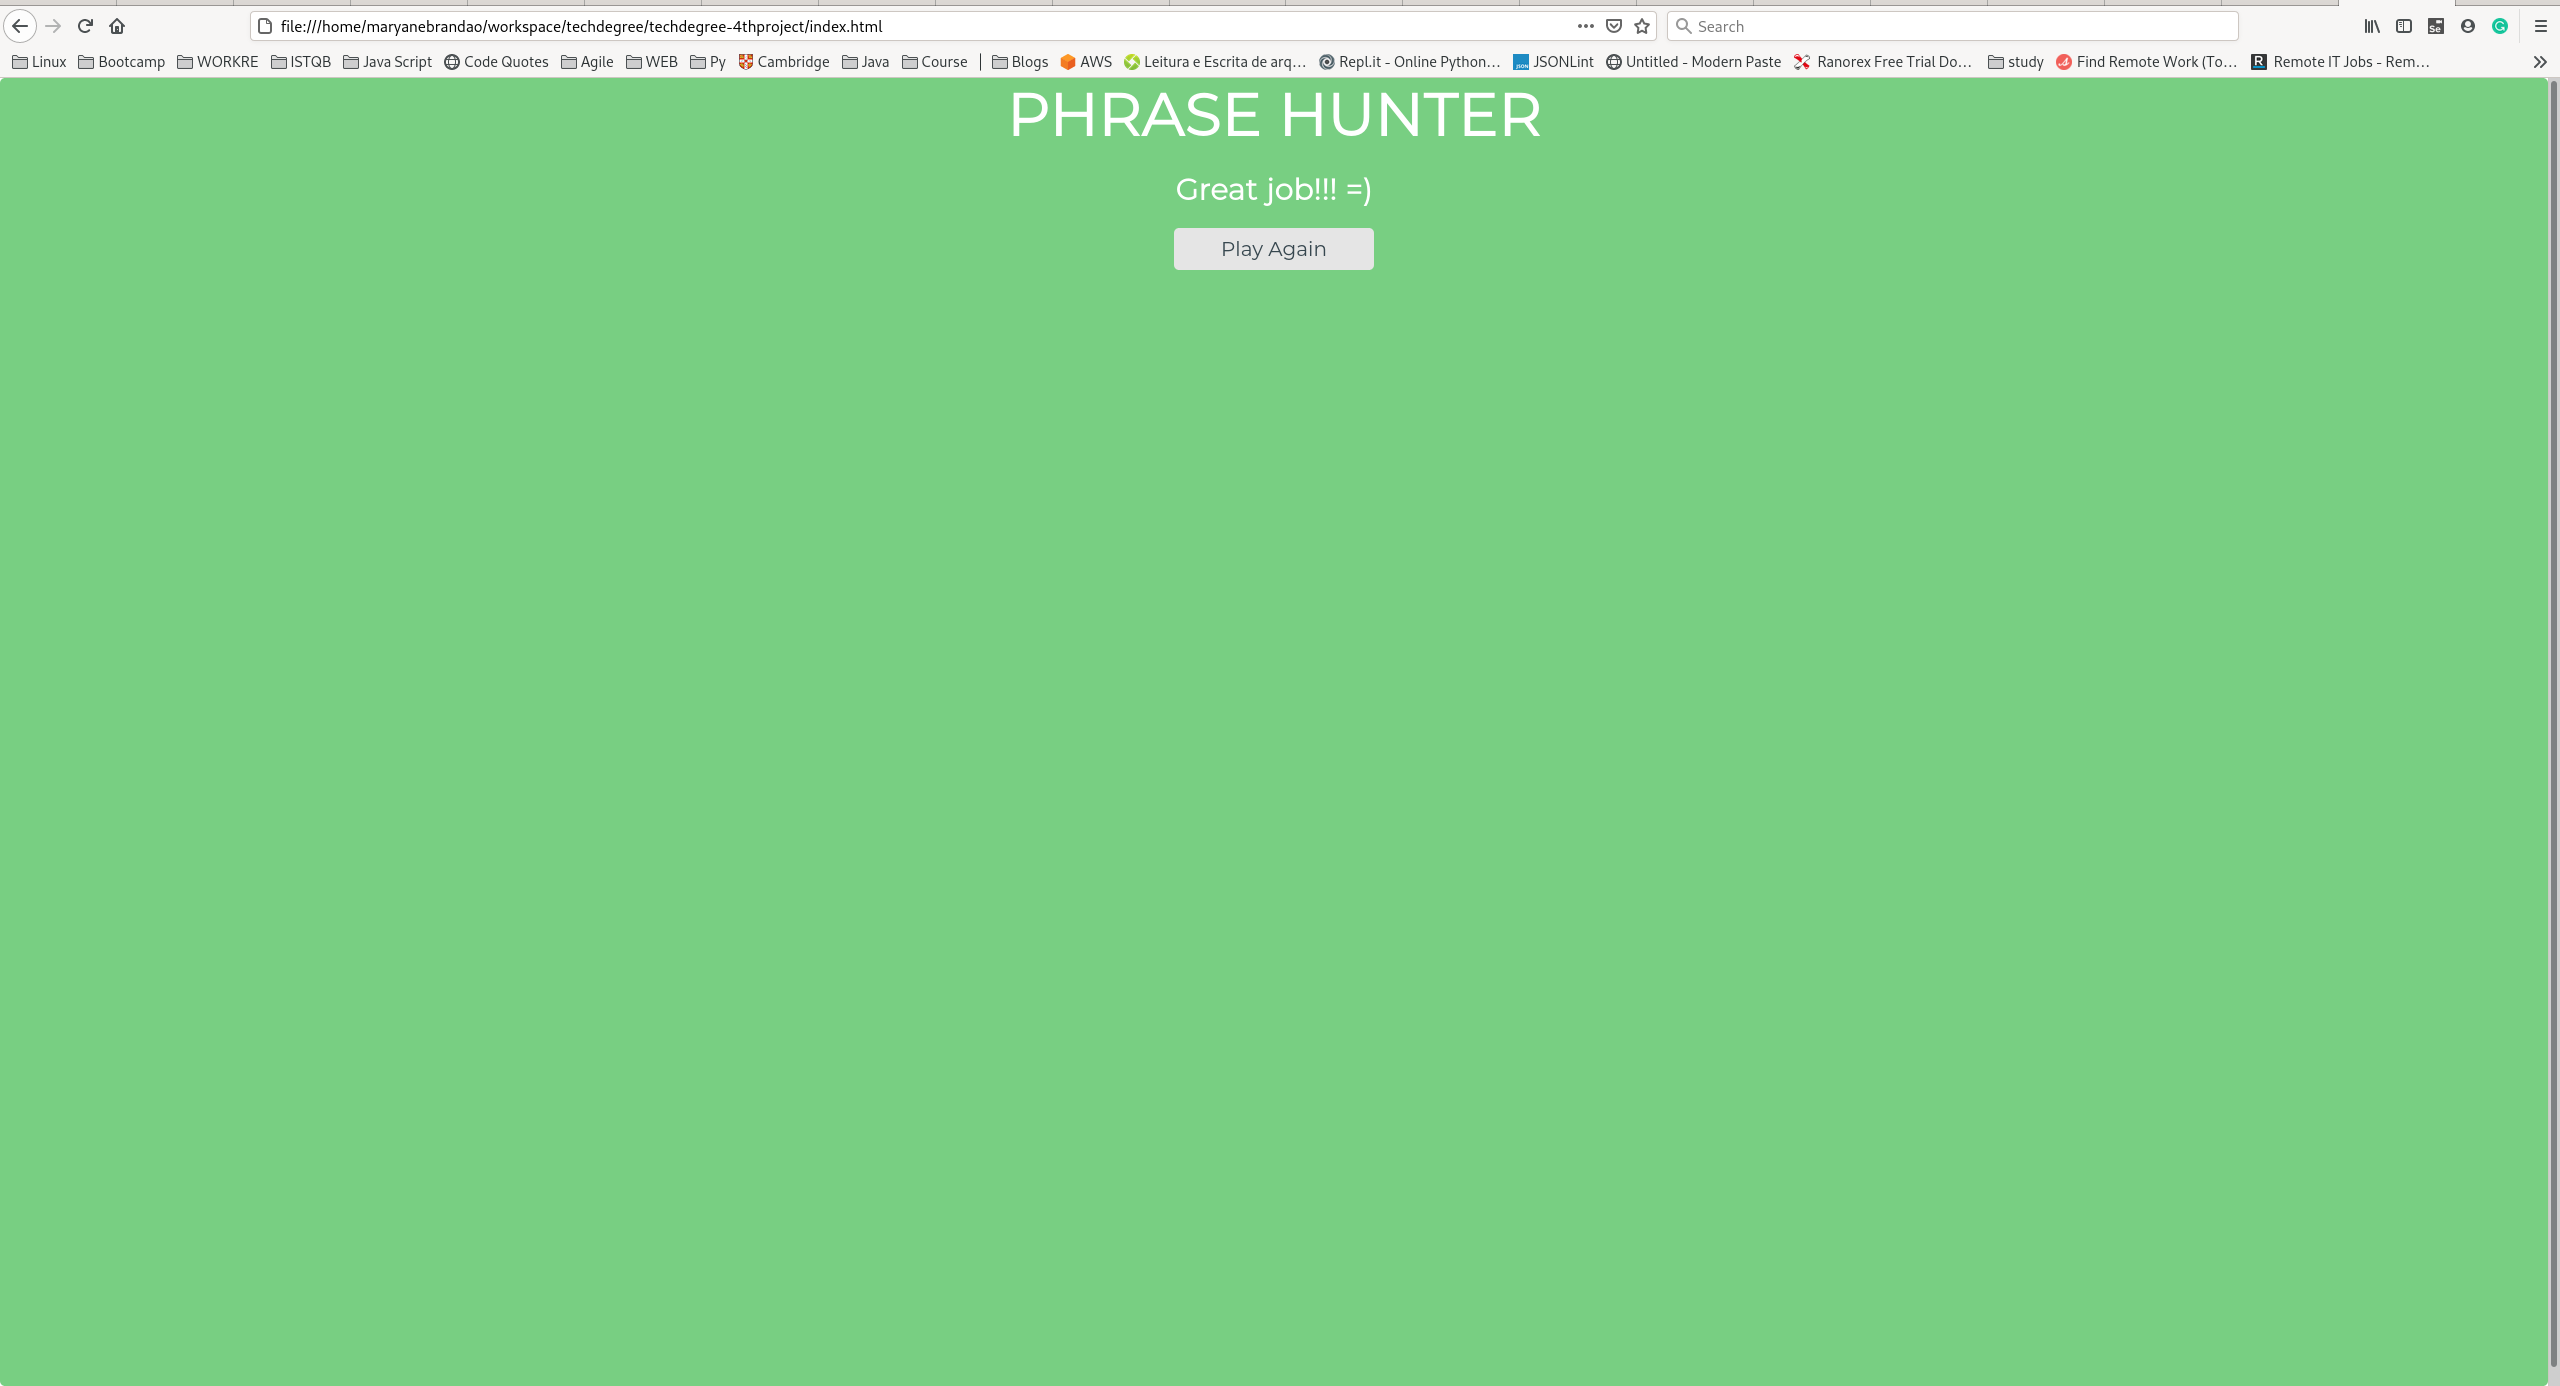 file:///home/maryanebrandao/workspace/techdegree/techdegree-4thproject/index.html Search
Linux Bootcamp WORKRE ISTQB Java Script Code Quotes Agile WEB Py Cambridge Java Course Blogs AWS Leitura e Escrita de arq… Repl.it - Online Python… JSONLint Untitled - Modern Paste Ranorex Free Trial Do… study Find Remote Work (To… Remote IT Jobs - Rem…
PHRASE HUNTER
Great job!!! =)
Play Again